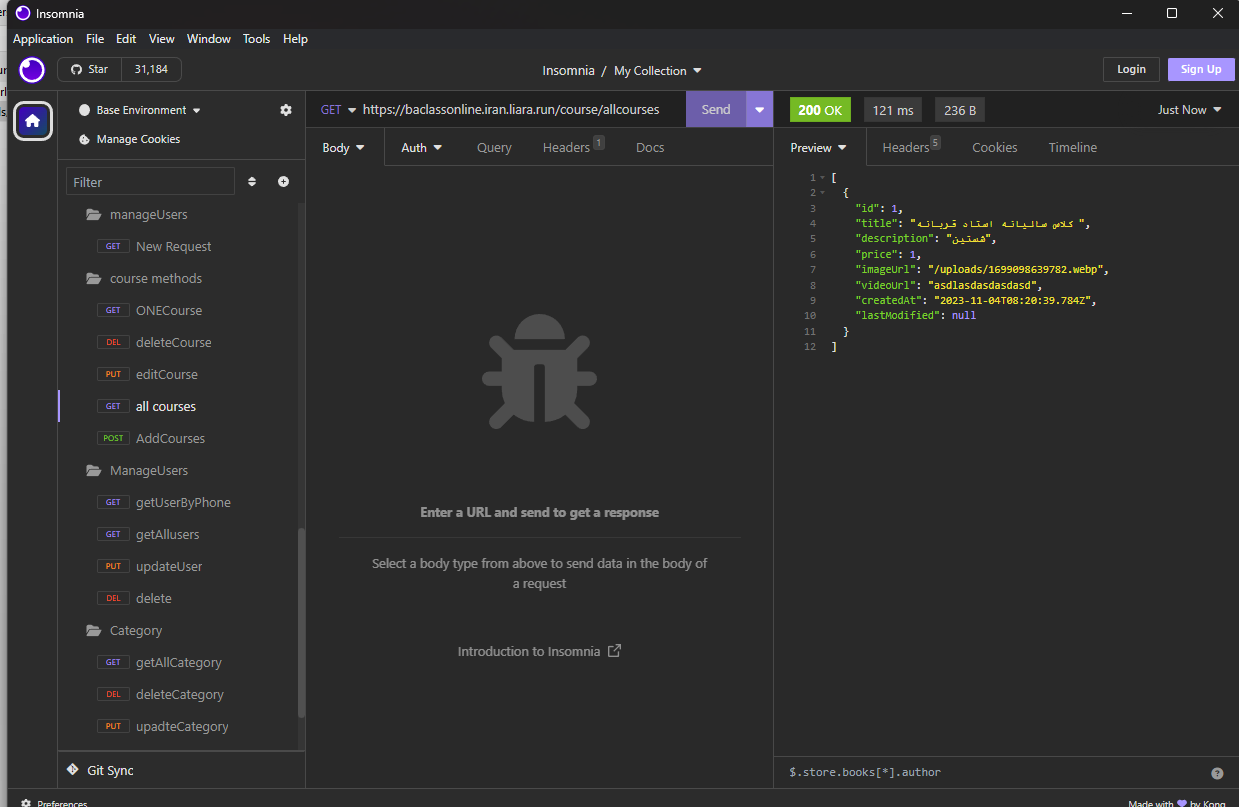 Insomnia
Application File Edit View Window Tools Help
Star 31,184
Insomnia / My Collection
Login Sign Up
Base Environment
Manage Cookies
Filter
manageUsers
GET New Request
course methods
GET ONECourse
DEL deleteCourse
PUT editCourse
GET all courses
POST AddCourses
ManageUsers
GET getUserByPhone
GET getAllusers
PUT updateUser
DEL delete
Category
GET getAllCategory
DEL deleteCategory
PUT upadteCategory
Git Sync
Preferences
GET https://baclassonline.iran.liara.run/course/allcourses Send
Body Auth Query Headers 1 Docs
Enter a URL and send to get a response
Select a body type from above to send data in the body of
a request
Introduction to Insomnia
200 OK 121 ms 236 B Just Now
Preview Headers 5 Cookies Timeline
1 [
2 {
3 "id": 1,
4 "title": "کلاس سالیانه استاد قربانه ",
5 "description": "شستین",
6 "price": 1,
7 "imageUrl": "/uploads/1699098639782.webp",
8 "videoUrl": "asdlasdasdasdasd",
9 "createdAt": "2023-11-04T08:20:39.784Z",
10 "lastModified": null
11 }
12 ]
$.store.books[*].author
Made with by Kong